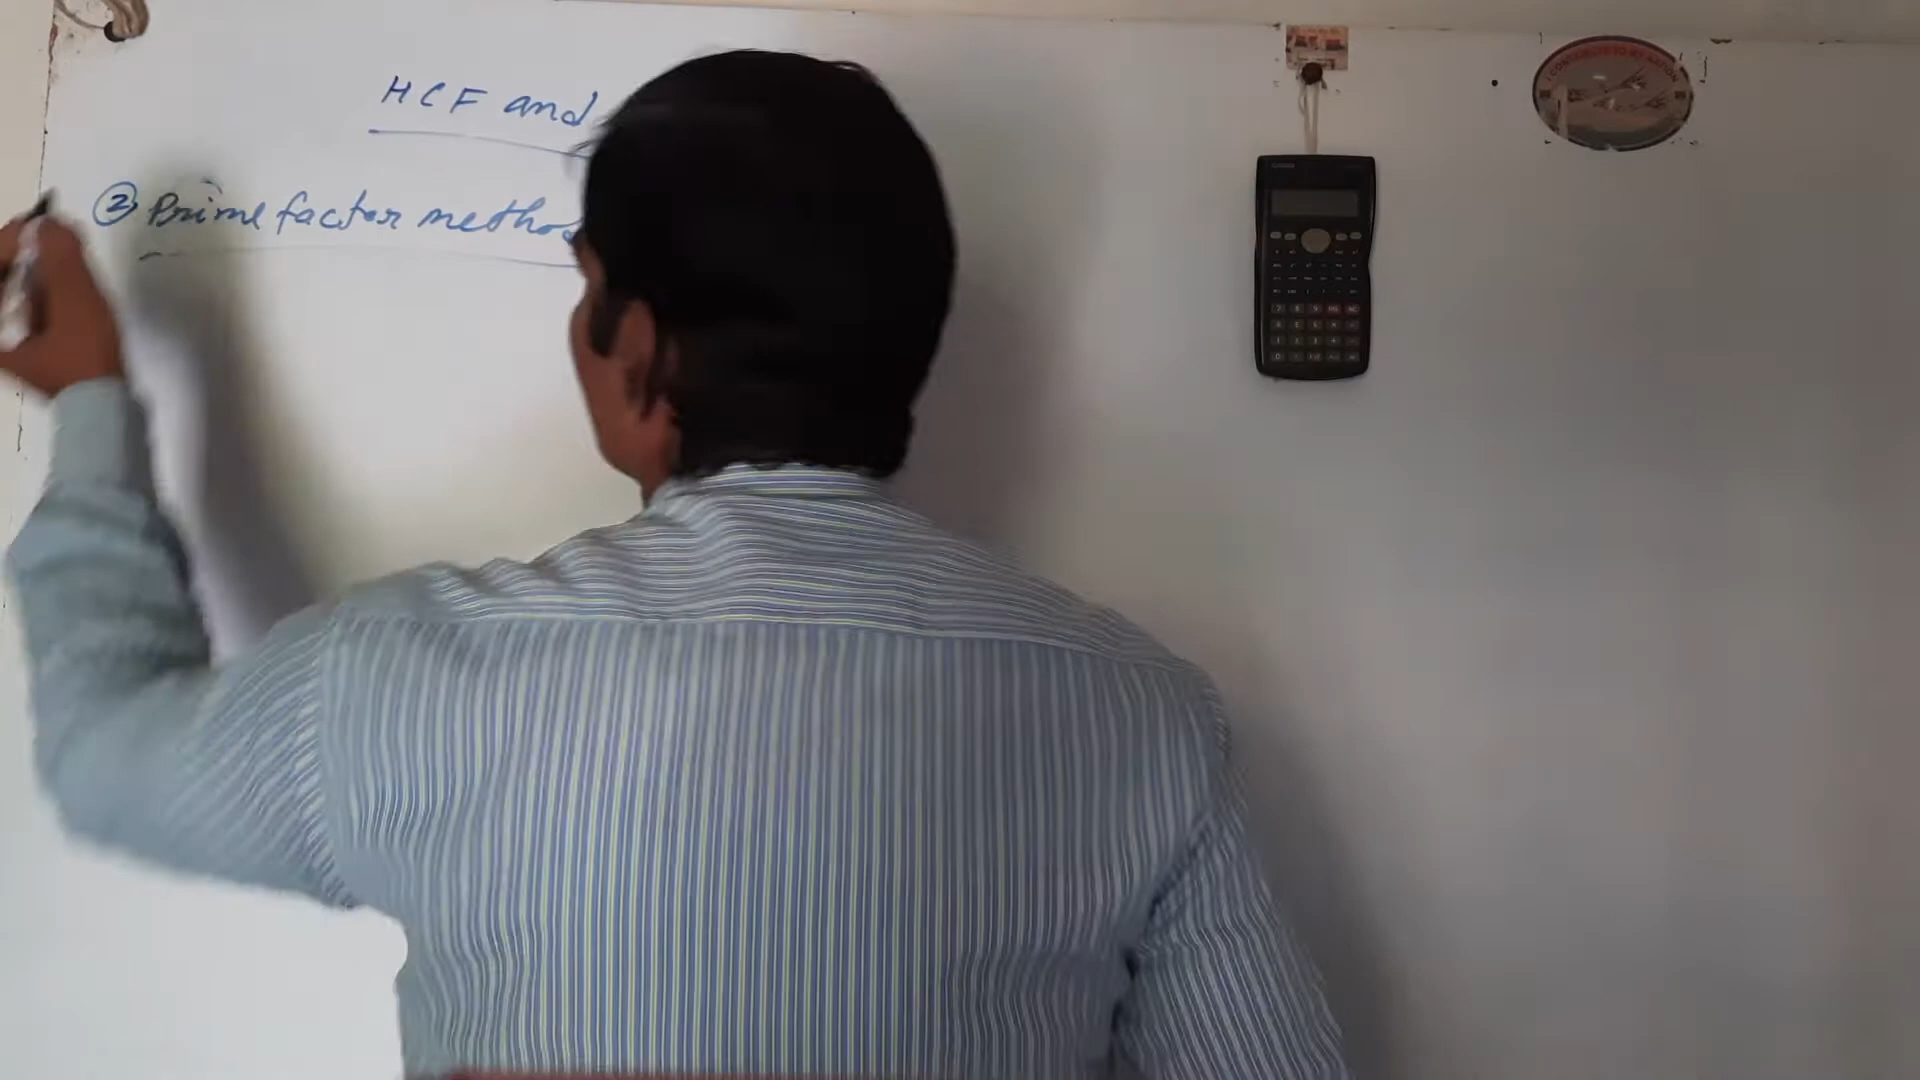 HCF and
② Prime factor method